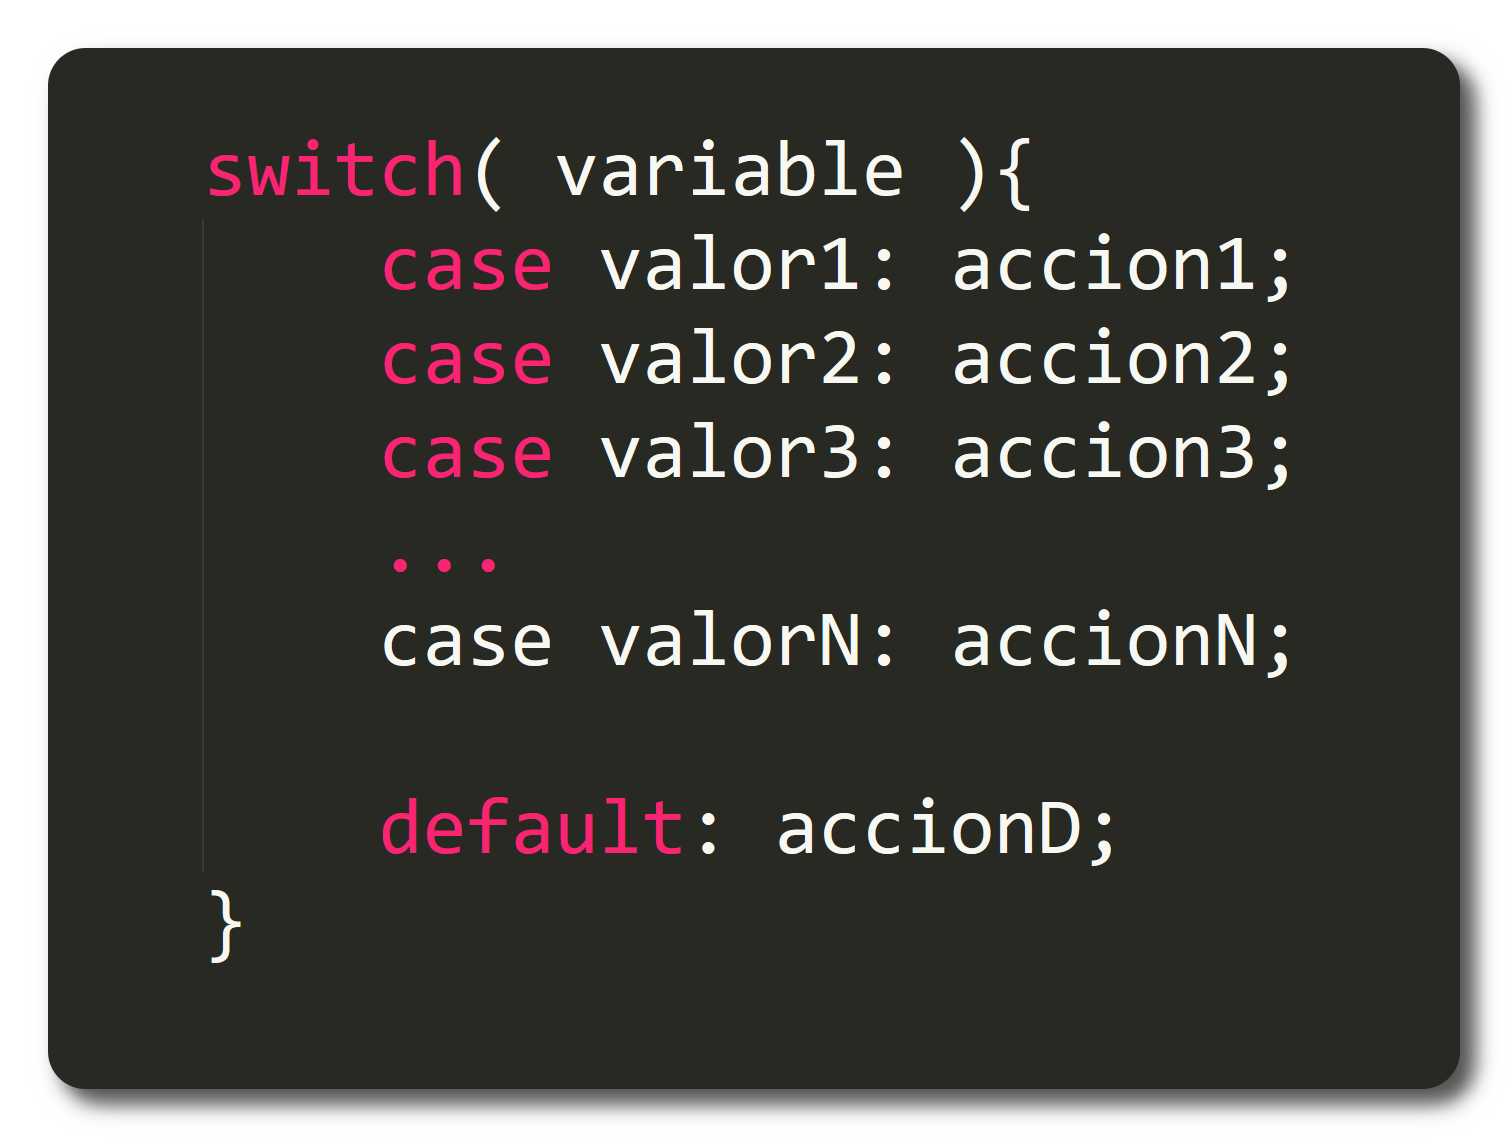 switch( variable ){
case valor1: accion1;
case valor2: accion2;
case valor3: accion3;
...
case valorN: accionN;
default: accionD;
}